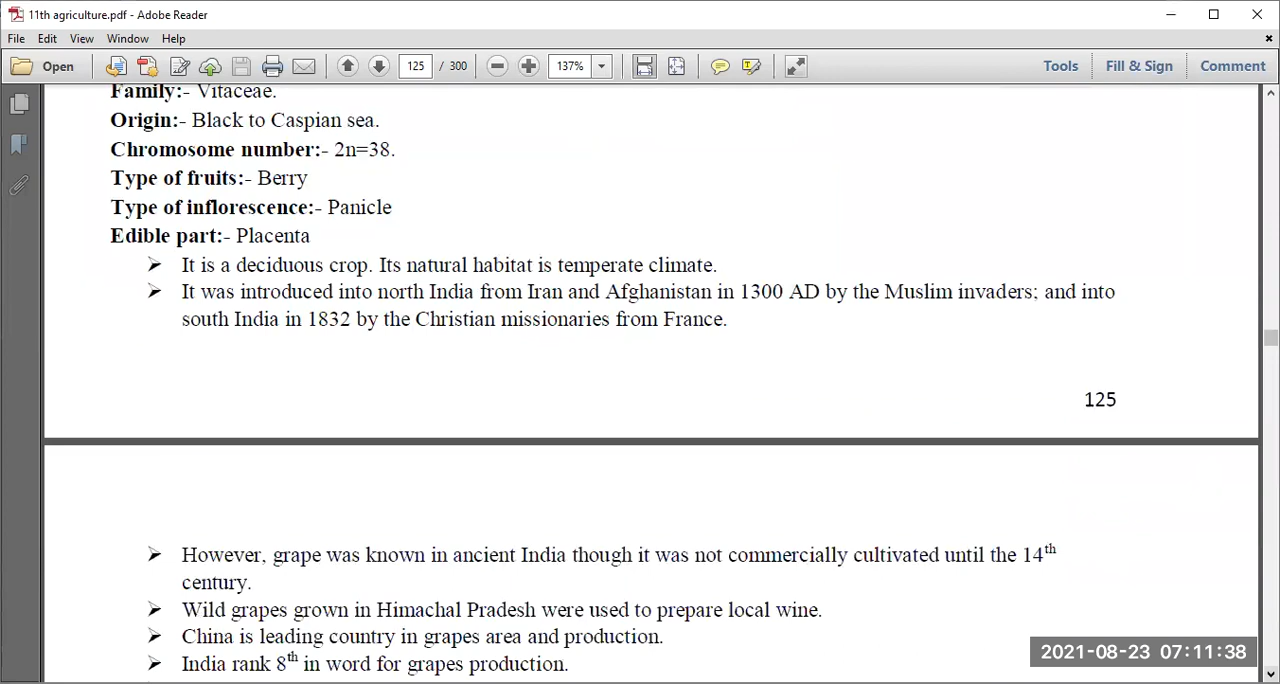 11th agriculture.pdf - Adobe Reader
File Edit View Window Help
Open 125 / 300 137% Tools Fill & Sign Comment
Family:- Vitaceae.
Origin:- Black to Caspian sea.
Chromosome number:- 2n=38.
Type of fruits:- Berry
Type of inflorescence:- Panicle
Edible part:- Placenta
➤ It is a deciduous crop. Its natural habitat is temperate climate.
➤ It was introduced into north India from Iran and Afghanistan in 1300 AD by the Muslim invaders; and into
south India in 1832 by the Christian missionaries from France.
125
➤ However, grape was known in ancient India though it was not commercially cultivated until the 14th
century.
➤ Wild grapes grown in Himachal Pradesh were used to prepare local wine.
➤ China is leading country in grapes area and production.
➤ India rank 8th in word for grapes production.
2021-08-23 07:11:38